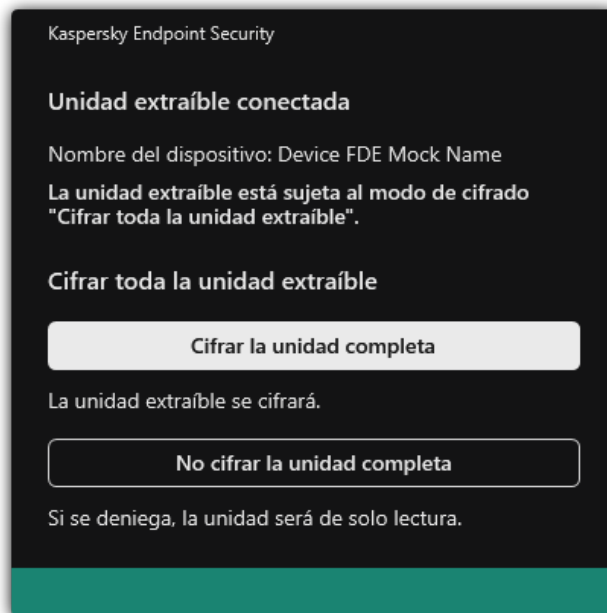 Kaspersky Endpoint Security
Unidad extraíble conectada
Nombre del dispositivo: Device FDE Mock Name
La unidad extraíble está sujeta al modo de cifrado
"Cifrar toda la unidad extraíble".
Cifrar toda la unidad extraíble
Cifrar la unidad completa
La unidad extraíble se cifrará.
No cifrar la unidad completa
Si se deniega, la unidad será de solo lectura.